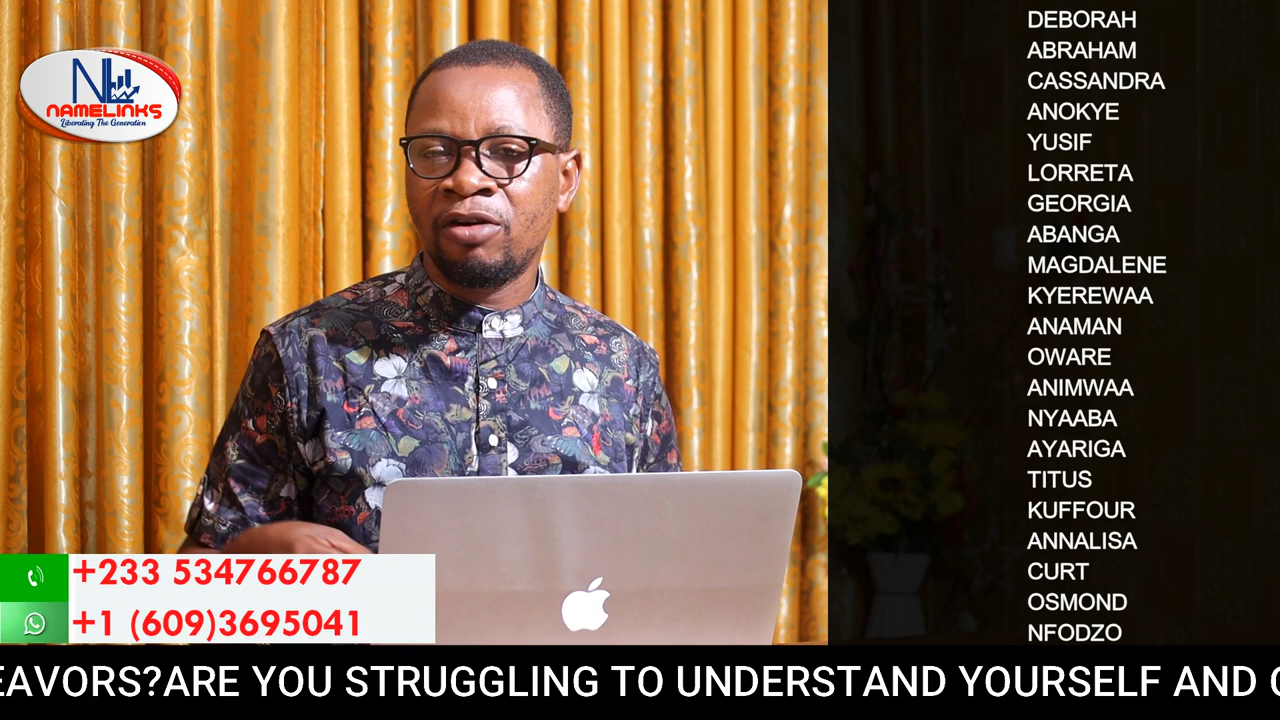 NL
NAMELINKS
Liberating The Generation
+233 534766787
+1 (609)3695041
DEBORAH
ABRAHAM
CASSANDRA
ANOKYE
YUSIF
LORRETA
GEORGIA
ABANGA
MAGDALENE
KYEREWAA
ANAMAN
OWARE
ANIMWAA
NYAABA
AYARIGA
TITUS
KUFFOUR
ANNALISA
CURT
OSMOND
NFODZO
EAVORS?ARE YOU STRUGGLING TO UNDERSTAND YOURSELF AND